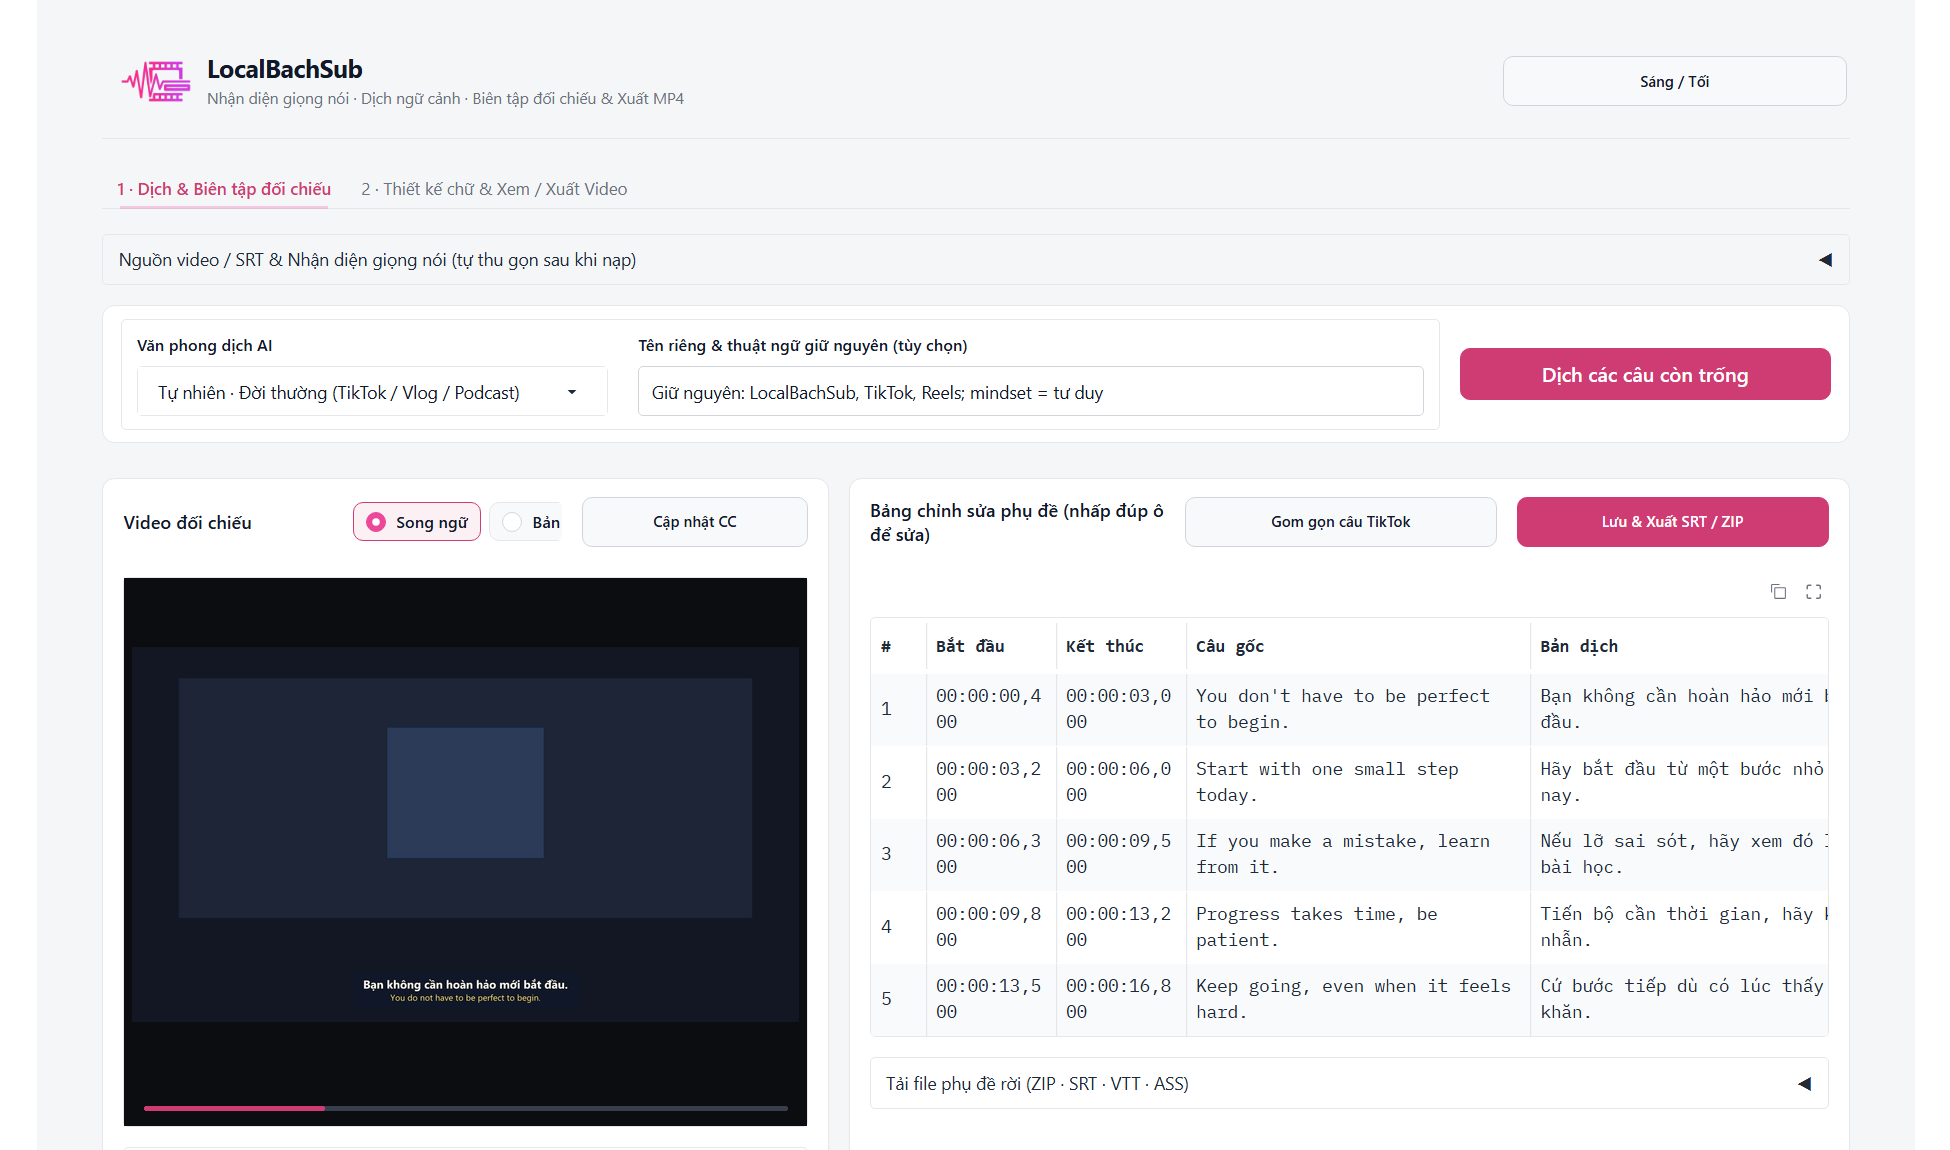 LocalBachSub
Nhận diện giọng nói · Dịch ngữ cảnh · Biên tập đối chiếu & Xuất MP4
Sáng / Tối
1 · Dịch & Biên tập đối chiếu
2 · Thiết kế chữ & Xem / Xuất Video
Nguồn video / SRT & Nhận diện giọng nói (tự thu gọn sau khi nạp)
Văn phong dịch AI
Tự nhiên · Đời thường (TikTok / Vlog / Podcast)
Tên riêng & thuật ngữ giữ nguyên (tùy chọn)
Giữ nguyên: LocalBachSub, TikTok, Reels; mindset = tư duy
Dịch các câu còn trống
Video đối chiếu
Song ngữ
Bản
Cập nhật CC
Bạn không cần hoàn hảo mới bắt đầu.
You do not have to be perfect to begin.
Bảng chỉnh sửa phụ đề (nhấp đúp ô
để sửa)
Gom gọn câu TikTok
Lưu & Xuất SRT / ZIP
# Bắt đầu Kết thúc Câu gốc Bản dịch
1 00:00:00,4 00:00:03,0 You don't have to be perfect Bạn không cần hoàn hảo mới
00 00 to begin. đầu.
2 00:00:03,2 00:00:06,0 Start with one small step Hãy bắt đầu từ một bước nhỏ
00 00 today. nay.
3 00:00:06,3 00:00:09,5 If you make a mistake, learn Nếu lỡ sai sót, hãy xem đó
00 00 from it. bài học.
4 00:00:09,8 00:00:13,2 Progress takes time, be Tiến bộ cần thời gian, hãy
00 00 patient. nhẫn.
5 00:00:13,5 00:00:16,8 Keep going, even when it feels Cứ bước tiếp dù có lúc thấy
00 00 hard. khăn.
Tải file phụ đề rời (ZIP · SRT · VTT · ASS)